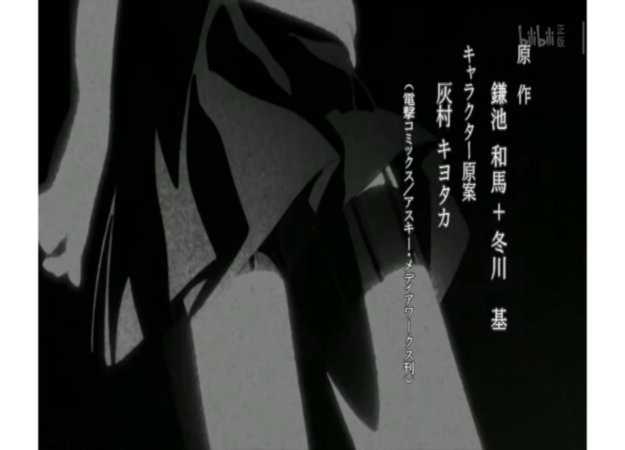 原作
鎌池 和馬+冬川 基
キャラクター原案
灰村 キヨタカ
(電撃コミックス/アスキー・メディアワークス刊)
bilibili 正版